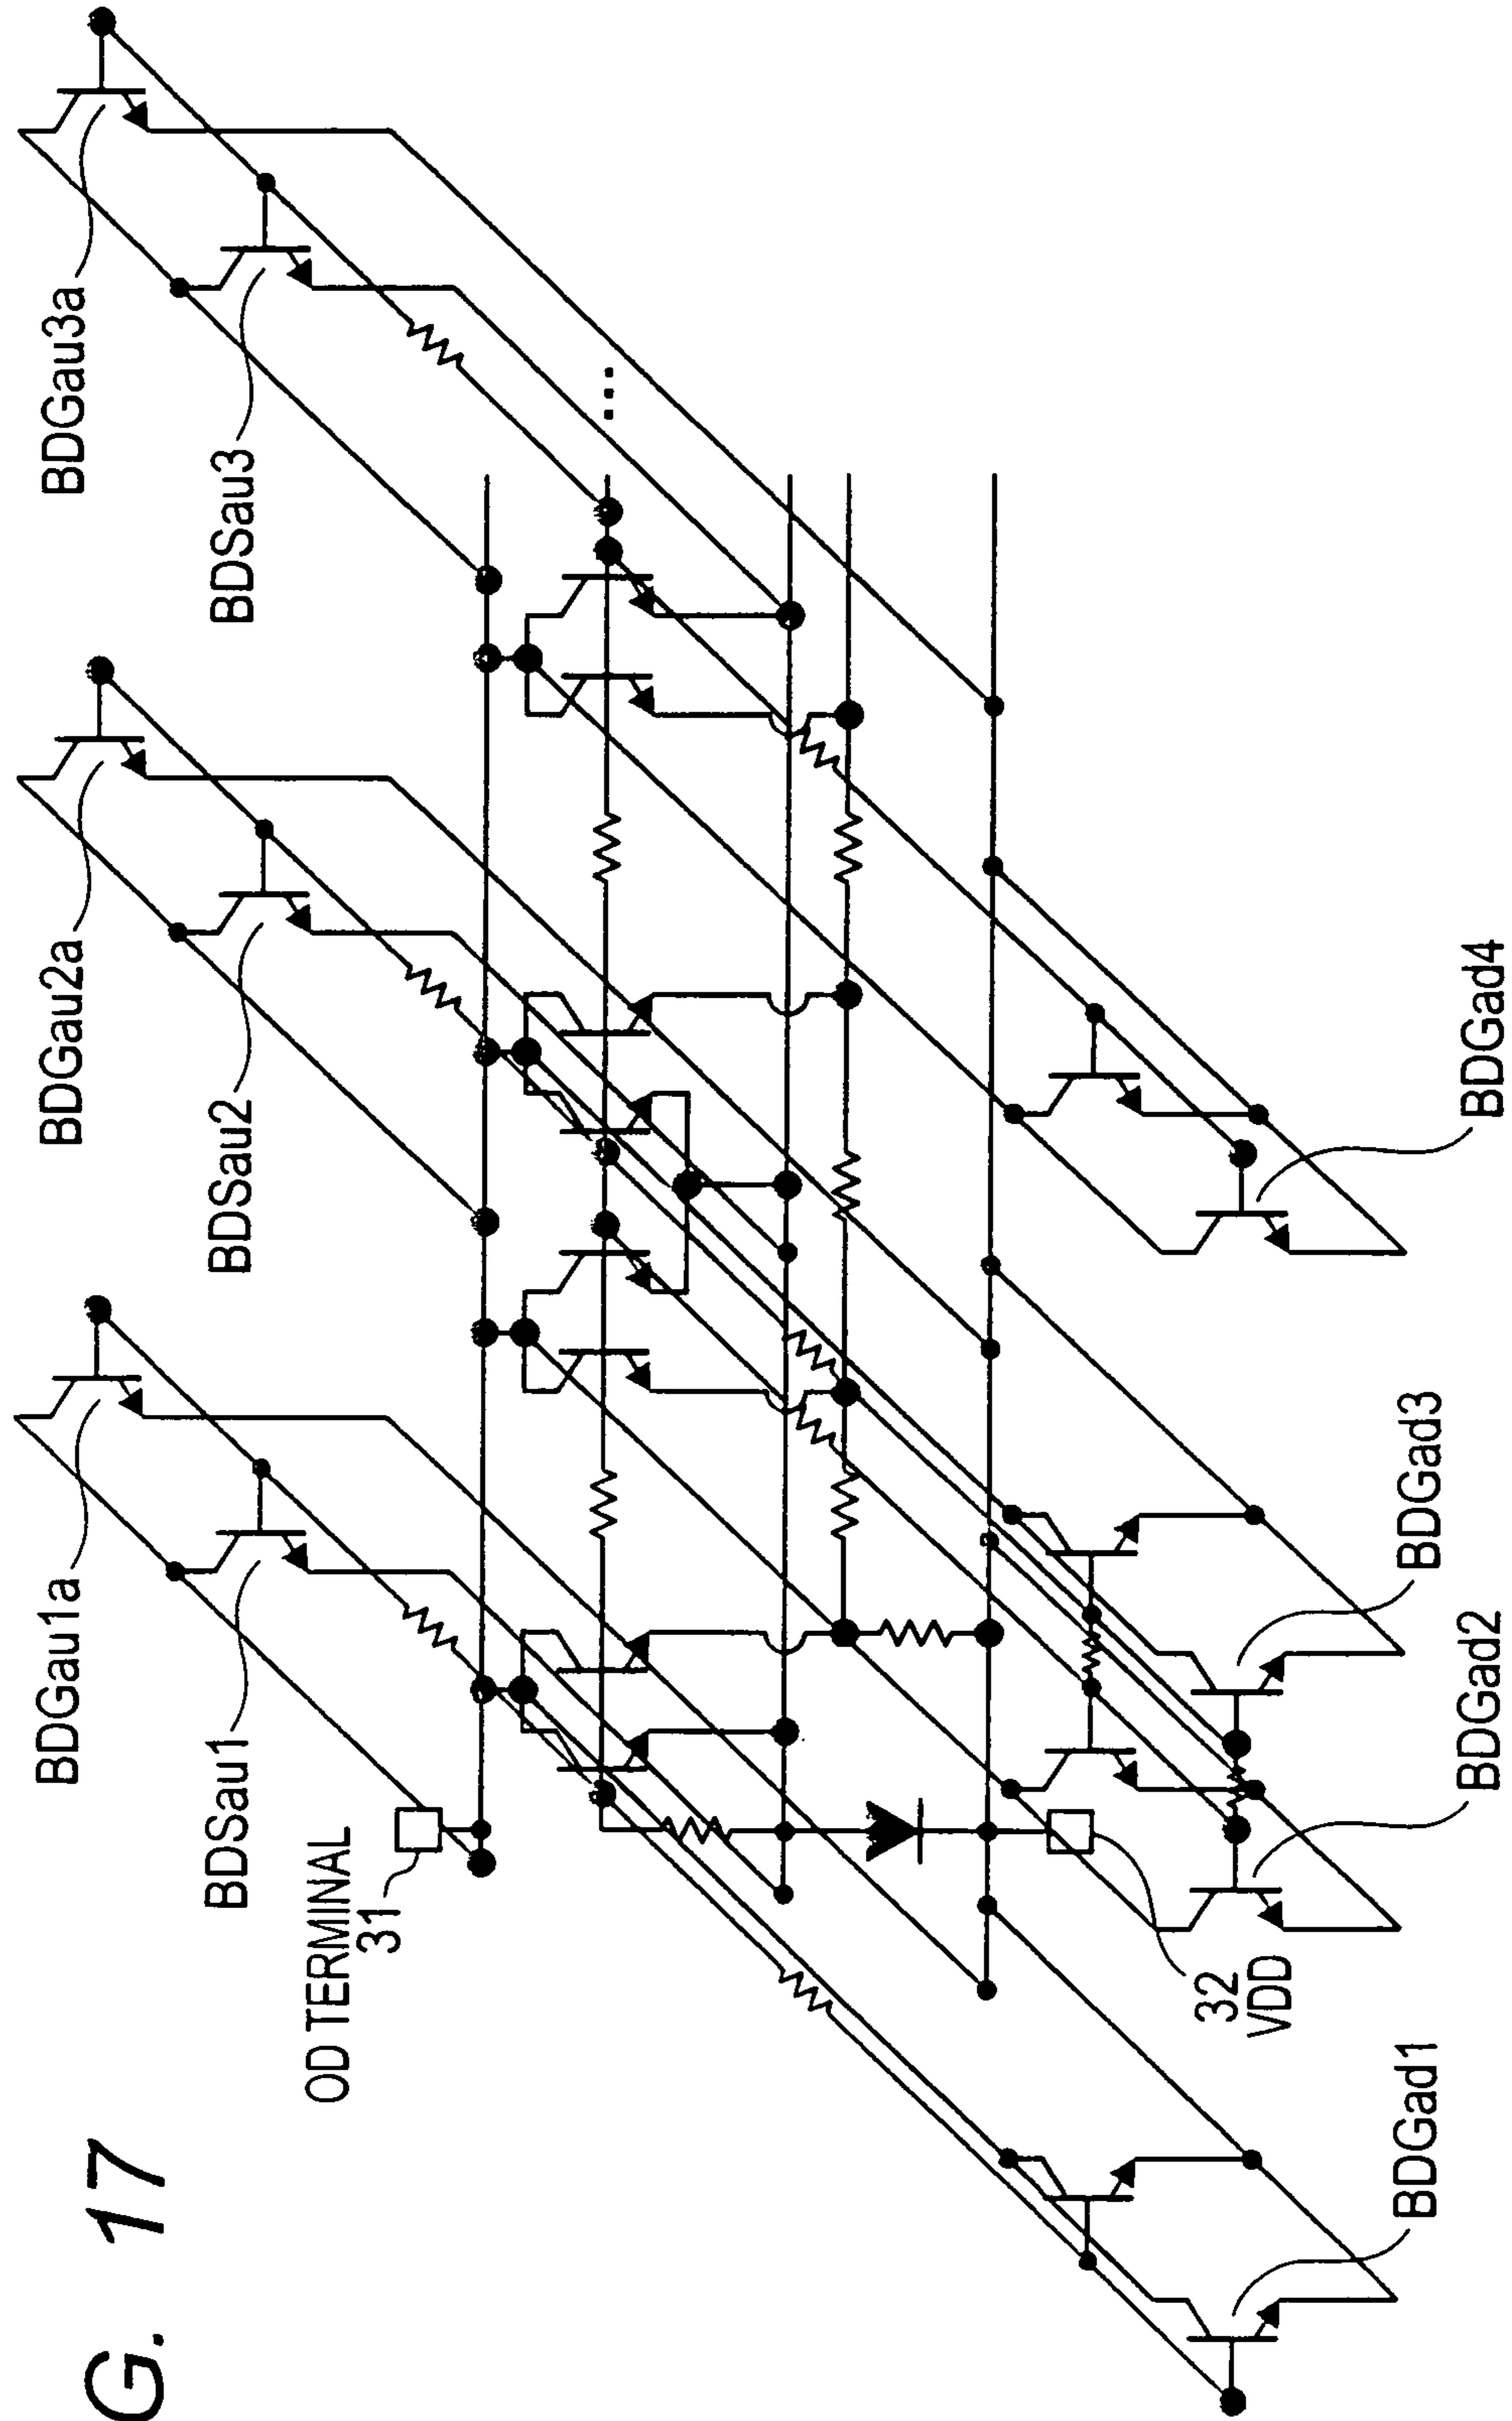 G. 17
BDGau1a
BDSau1
BDGau2a
BDSau2
BDGau3a
BDSau3
OD TERMINAL
31
...
32
VDD
BDGad1
BDGad2
BDGad3
BDGad4